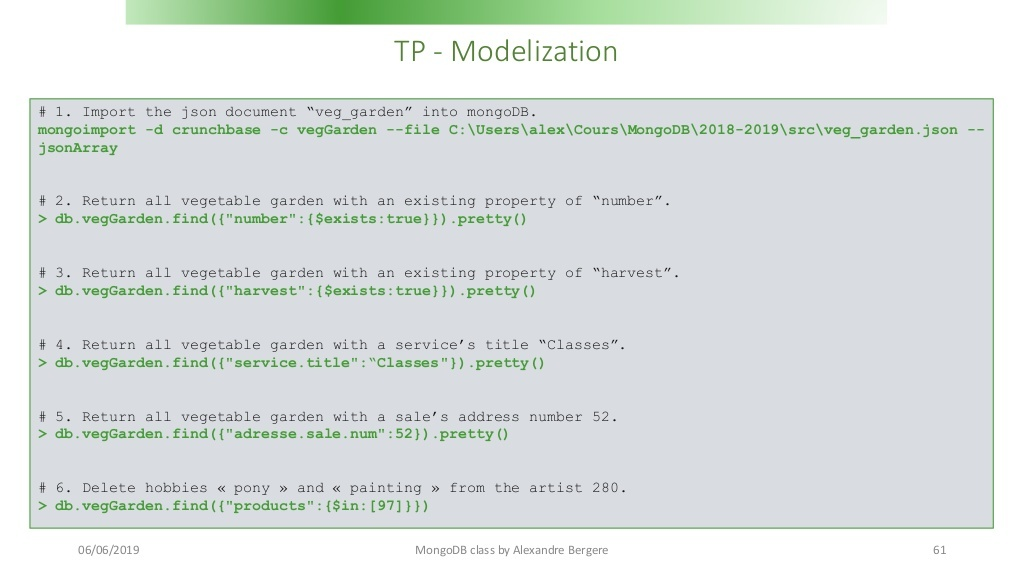 TP - Modelization
# 1. Import the json document “veg_garden” into mongoDB.
mongoimport -d crunchbase -c vegGarden --file C:\Users\alex\Cours\MongoDB\2018-2019\src\veg_garden.json --
jsonArray
# 2. Return all vegetable garden with an existing property of “number”.
> db.vegGarden.find({"number":{$exists:true}}).pretty()
# 3. Return all vegetable garden with an existing property of “harvest”.
> db.vegGarden.find({"harvest":{$exists:true}}).pretty()
# 4. Return all vegetable garden with a service’s title “Classes”.
> db.vegGarden.find({"service.title":“Classes"}).pretty()
# 5. Return all vegetable garden with a sale’s address number 52.
> db.vegGarden.find({"adresse.sale.num":52}).pretty()
# 6. Delete hobbies « pony » and « painting » from the artist 280.
> db.vegGarden.find({"products":{$in:[97]}})
06/06/2019
MongoDB class by Alexandre Bergere
61